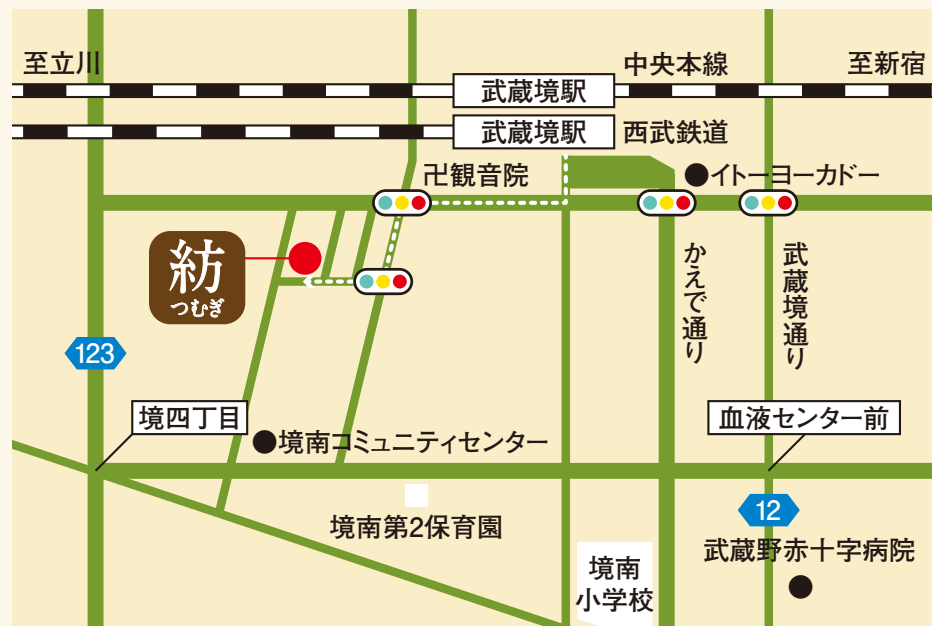 至立川
中央本線
至新宿
武蔵境駅
武蔵境駅
西武鉄道
卍観音院
イトーヨーカドー
紡
つむぎ
かえで通り
武蔵境通り
123
境四丁目
血液センター前
境南コミュニティセンター
12
境南第2保育園
武蔵野赤十字病院
境南
小学校